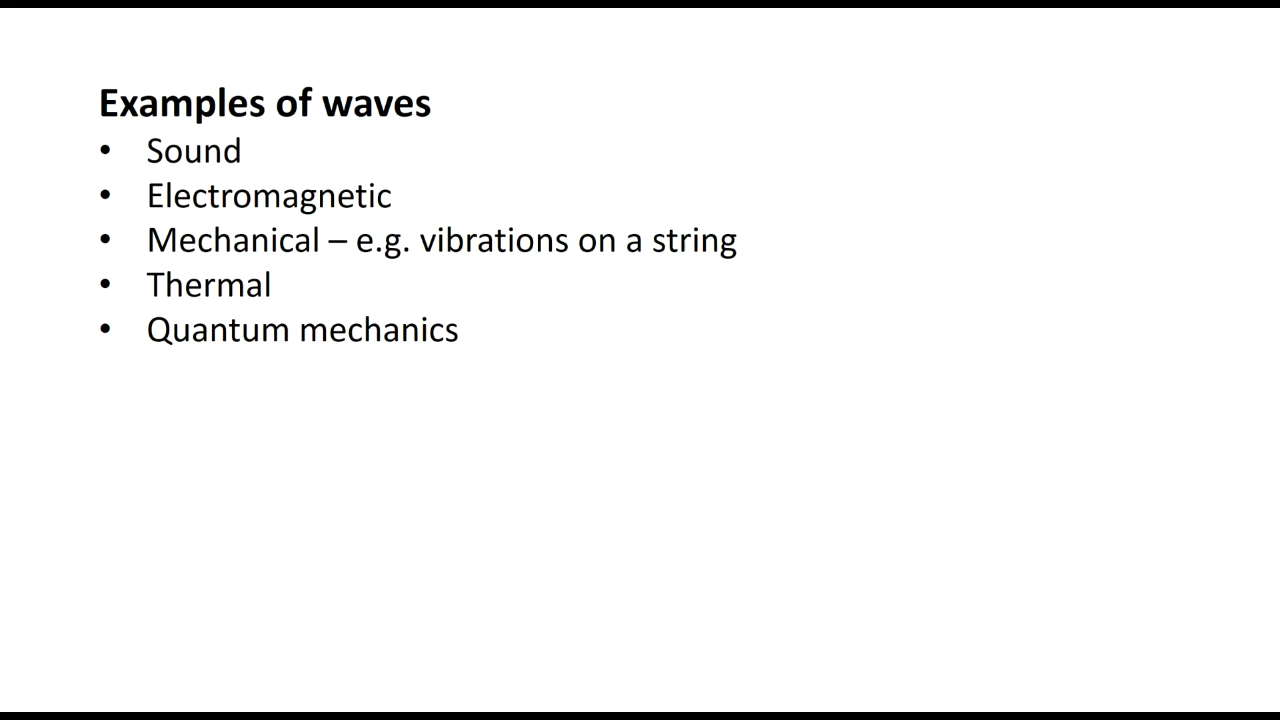 Examples of waves
• Sound
• Electromagnetic
• Mechanical – e.g. vibrations on a string
• Thermal
• Quantum mechanics